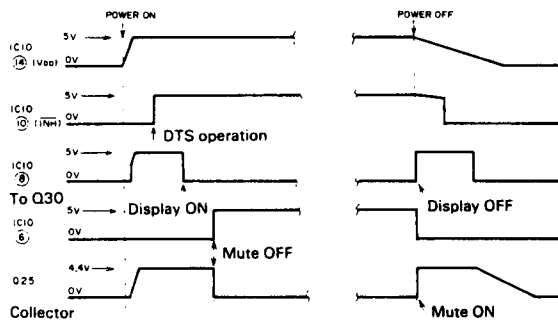 POWER ON
POWER OFF
IC10
5V
⑭ (VDD)
0V
IC10
5V
⑩ (INH)
0V
DTS operation
IC10
5V
⑧
0V
To Q30
Display ON
Display OFF
IC10
5V
⑥
0V
Mute OFF
Q25
4.4V
0V
Collector
Mute ON